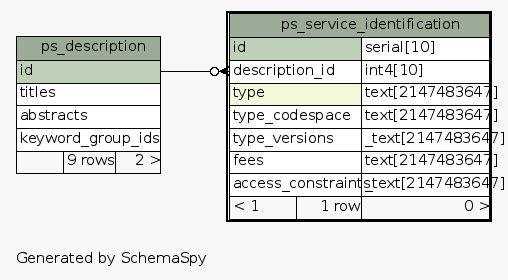 ps_description
id
titles
abstracts
keyword_group_ids
9 rows 2 >
ps_service_identification
id serial[10]
description_id int4[10]
type text[2147483647]
type_codespace text[2147483647]
type_versions _text[2147483647]
fees text[2147483647]
access_constraints _text[2147483647]
< 1 1 row 0 >
Generated by SchemaSpy